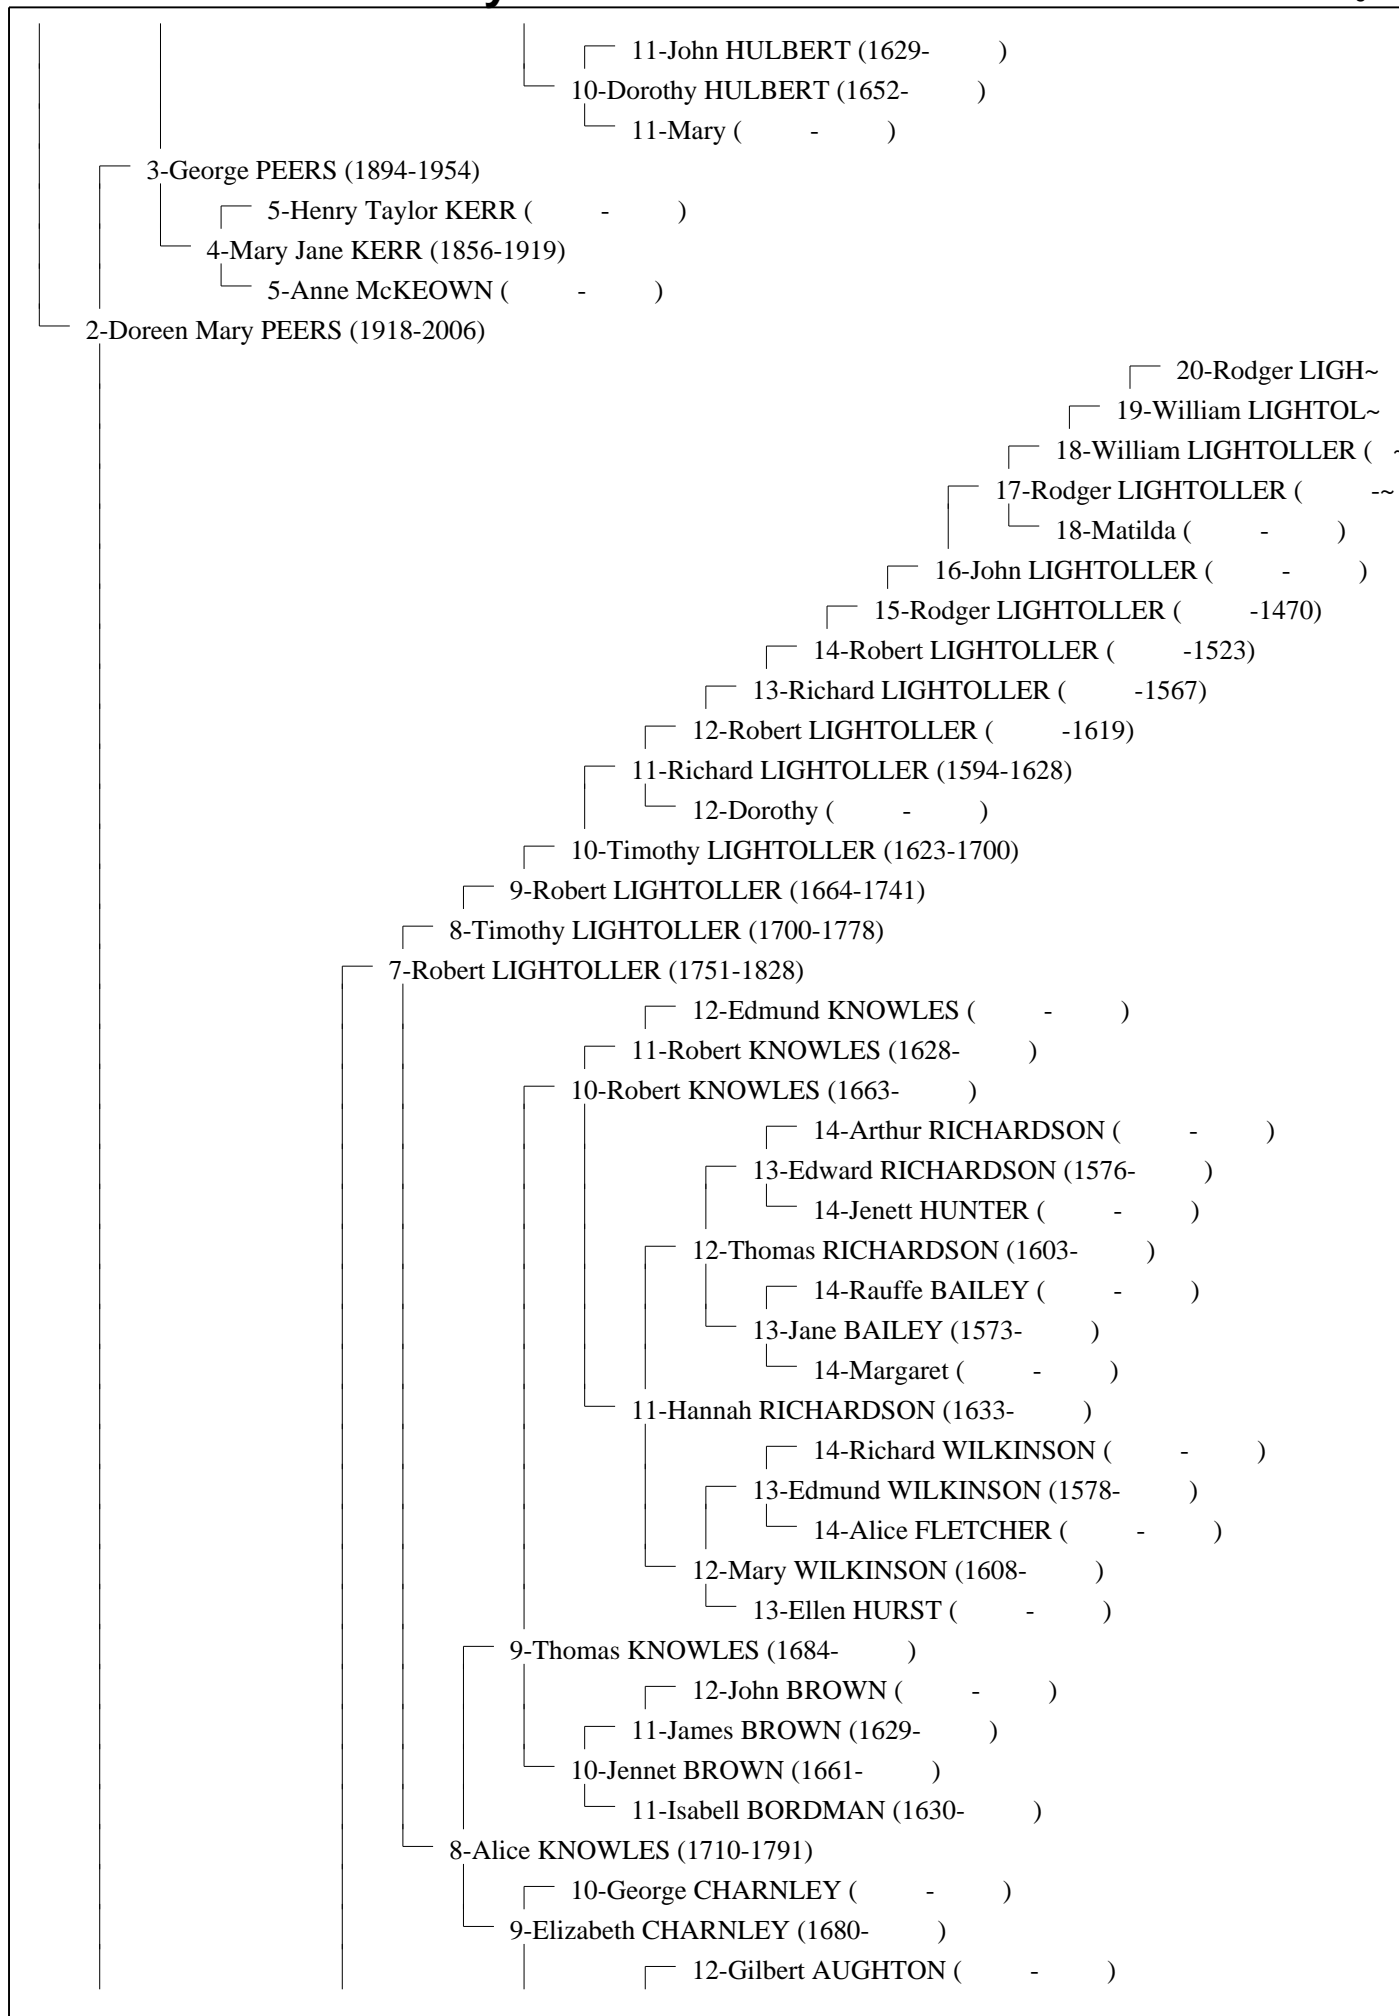 11-John HULBERT (1629- )
10-Dorothy HULBERT (1652- )
11-Mary ( - )
3-George PEERS (1894-1954)
5-Henry Taylor KERR ( - )
4-Mary Jane KERR (1856-1919)
5-Anne McKEOWN ( - )
2-Doreen Mary PEERS (1918-2006)
20-Rodger LIGH~
19-William LIGHTOL~
18-William LIGHTOLLER ( ~
17-Rodger LIGHTOLLER ( -~
18-Matilda ( - )
16-John LIGHTOLLER ( - )
15-Rodger LIGHTOLLER ( -1470)
14-Robert LIGHTOLLER ( -1523)
13-Richard LIGHTOLLER ( -1567)
12-Robert LIGHTOLLER ( -1619)
11-Richard LIGHTOLLER (1594-1628)
12-Dorothy ( - )
10-Timothy LIGHTOLLER (1623-1700)
9-Robert LIGHTOLLER (1664-1741)
8-Timothy LIGHTOLLER (1700-1778)
7-Robert LIGHTOLLER (1751-1828)
12-Edmund KNOWLES ( - )
11-Robert KNOWLES (1628- )
10-Robert KNOWLES (1663- )
14-Arthur RICHARDSON ( - )
13-Edward RICHARDSON (1576- )
14-Jenett HUNTER ( - )
12-Thomas RICHARDSON (1603- )
14-Rauffe BAILEY ( - )
13-Jane BAILEY (1573- )
14-Margaret ( - )
11-Hannah RICHARDSON (1633- )
14-Richard WILKINSON ( - )
13-Edmund WILKINSON (1578- )
14-Alice FLETCHER ( - )
12-Mary WILKINSON (1608- )
13-Ellen HURST ( - )
9-Thomas KNOWLES (1684- )
12-John BROWN ( - )
11-James BROWN (1629- )
10-Jennet BROWN (1661- )
11-Isabell BORDMAN (1630- )
8-Alice KNOWLES (1710-1791)
10-George CHARNLEY ( - )
9-Elizabeth CHARNLEY (1680- )
12-Gilbert AUGHTON ( - )